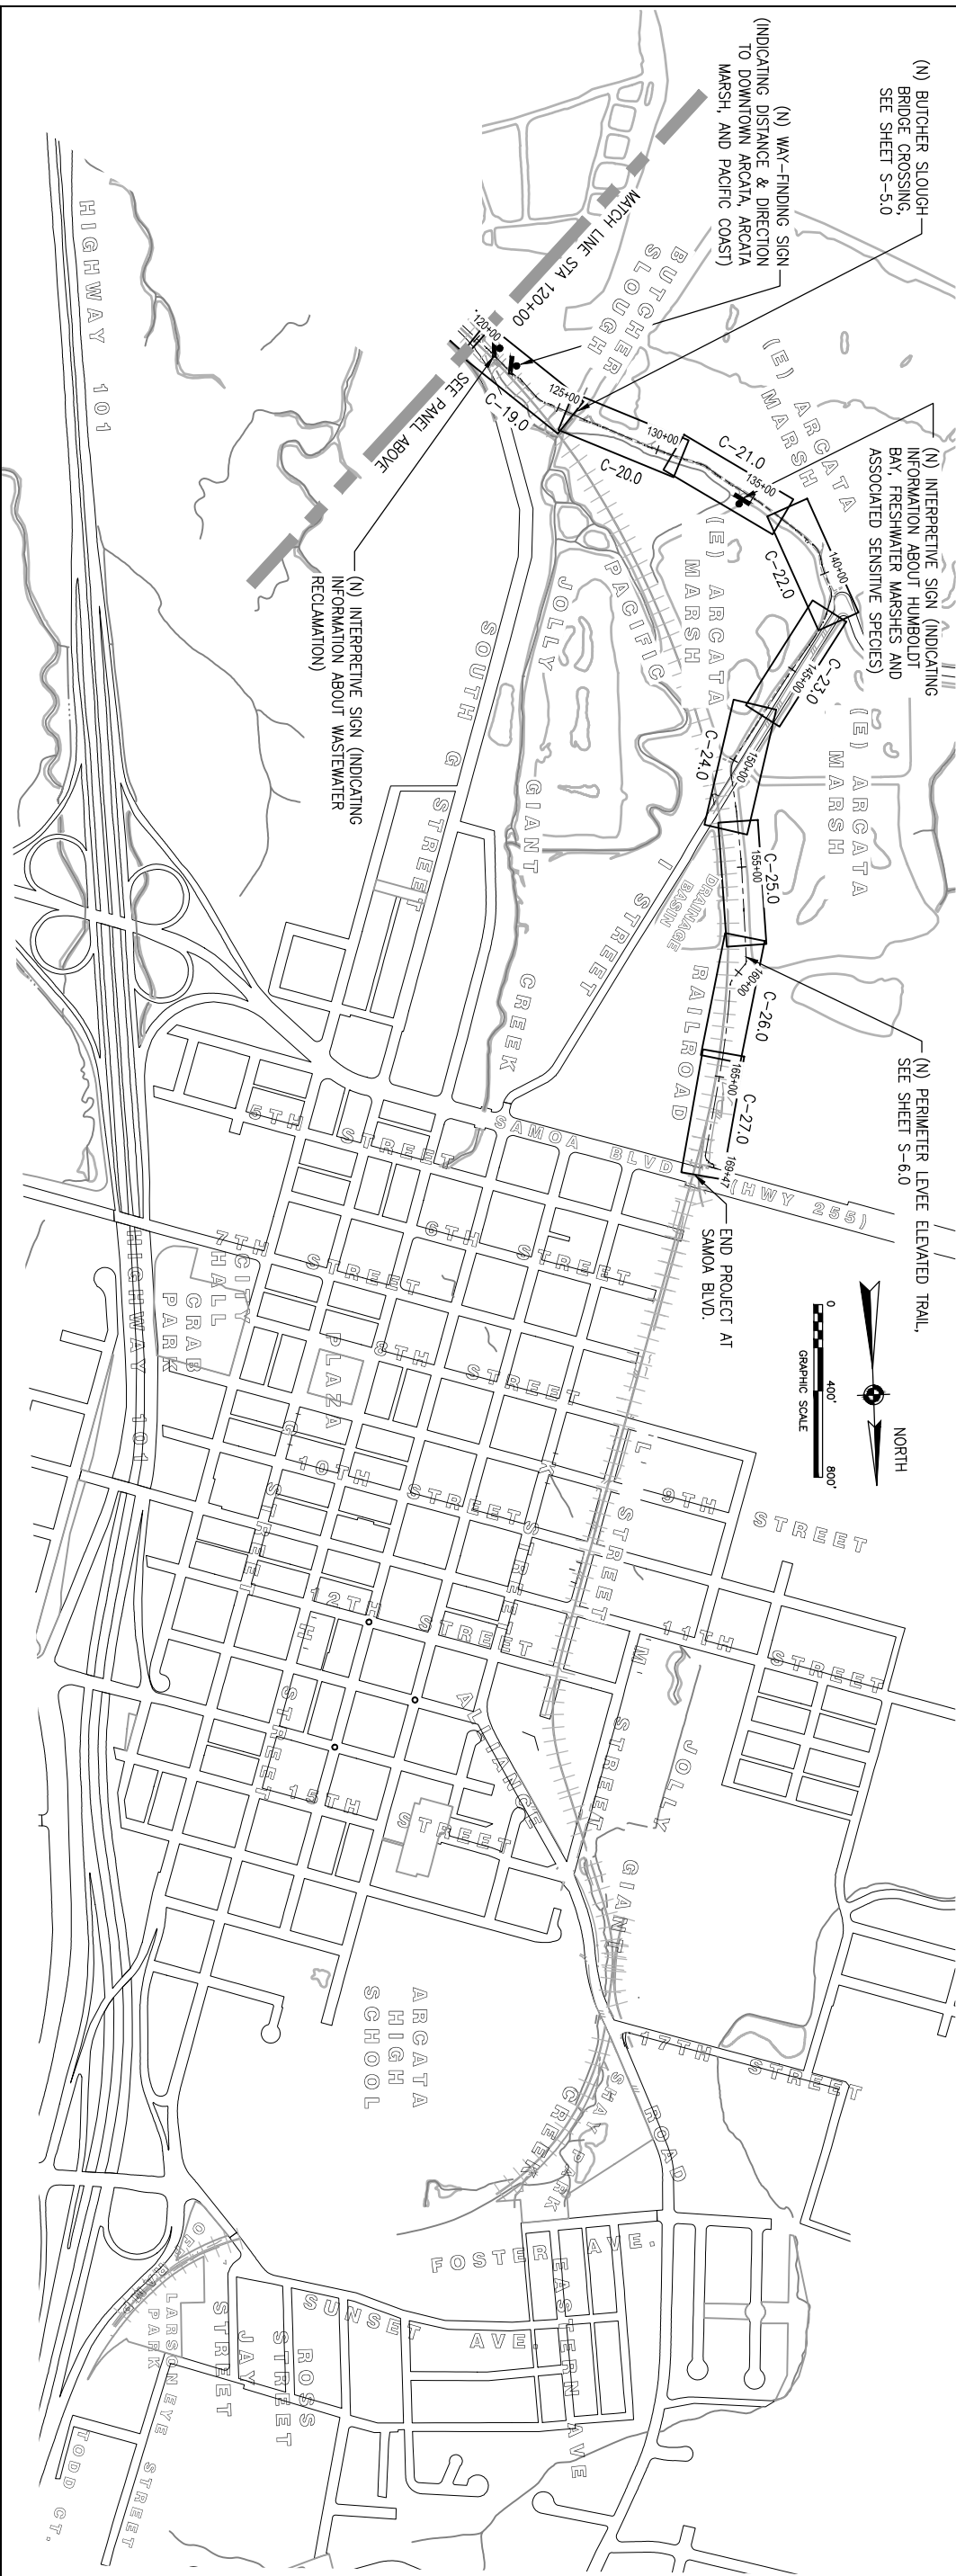 (N) BUTCHER SLOUGH
BRIDGE CROSSING,
SEE SHEET S-5.0
(N) WAY-FINDING SIGN
(INDICATING DISTANCE & DIRECTION
TO DOWNTOWN ARCATA, ARCATA
MARSH, AND PACIFIC COAST)
(N) INTERPRETIVE SIGN (INDICATING
INFORMATION ABOUT HUMBOLDT
BAY, FRESHWATER MARSHES AND
ASSOCIATED SENSITIVE SPECIES)
(N) PERIMETER LEVEE ELEVATED TRAIL,
SEE SHEET S-6.0
END PROJECT AT
SAMOA BLVD.
(N) INTERPRETIVE SIGN (INDICATING
INFORMATION ABOUT WASTEWATER
RECLAMATION)
MATCH LINE STA 120+00
SEE PANEL ABOVE
NORTH
0
400'
800'
GRAPHIC SCALE
BUTCHER
SLOUGH
(E) ARCATA
MARSH
(E) ARCATA
MARSH
(E) ARCATA
MARSH
120+00
125+00
130+00
135+00
140+00
145+00
150+00
155+00
160+00
165+00
169+47
C-19.0
C-20.0
C-21.0
C-22.0
C-23.0
C-24.0
C-25.0
C-26.0
C-27.0
DRAINAGE
BASIN
PACIFIC
RAILROAD
JOLLY GIANT CREEK
SOUTH G STREET
I STREET
HIGHWAY 101
SAMOA BLVD (HWY 255)
5TH STREET
6TH STREET
7TH STREET
8TH STREET
9TH STREET
10TH STREET
11TH STREET
12TH STREET
15TH STREET
17TH STREET
CITY
HALL
CRAB
PARK
PLAZA
HIGHWAY 101
G STREET
H STREET
K STREET
L STREET
M STREET
ALLIANCE ROAD
JOLLY GIANT CREEK
SHAY PARK
ARCATA
HIGH
SCHOOL
FOSTER AVE.
EASTERN AVE
SUNSET AVE.
ROSS
STREET
JAY
STREET
LARSON
PARK
EYE STREET
TODD CT.